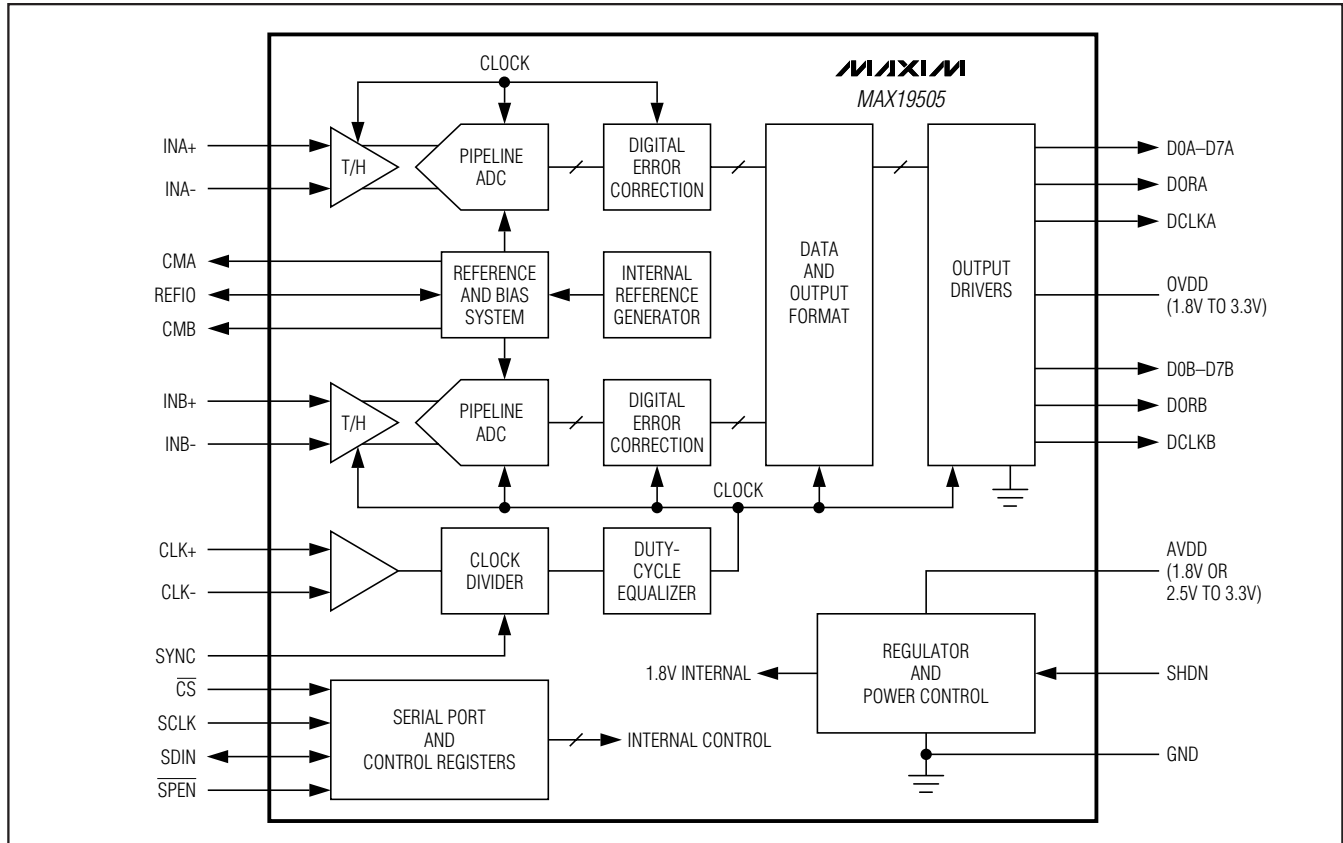 CLOCK
MAXIM
MAX19505
INA+
INA-
T/H
PIPELINE
ADC
DIGITAL
ERROR
CORRECTION
DATA
AND
OUTPUT
FORMAT
OUTPUT
DRIVERS
D0A–D7A
DORA
DCLKA
CMA
REFIO
CMB
REFERENCE
AND BIAS
SYSTEM
INTERNAL
REFERENCE
GENERATOR
OVDD
(1.8V TO 3.3V)
INB+
INB-
T/H
PIPELINE
ADC
DIGITAL
ERROR
CORRECTION
D0B–D7B
DORB
DCLKB
CLOCK
CLK+
CLK-
CLOCK
DIVIDER
DUTY-
CYCLE
EQUALIZER
AVDD
(1.8V OR
2.5V TO 3.3V)
SYNC
CS
SCLK
SDIN
SPEN
SERIAL PORT
AND
CONTROL REGISTERS
INTERNAL CONTROL
1.8V INTERNAL
REGULATOR
AND
POWER CONTROL
SHDN
GND